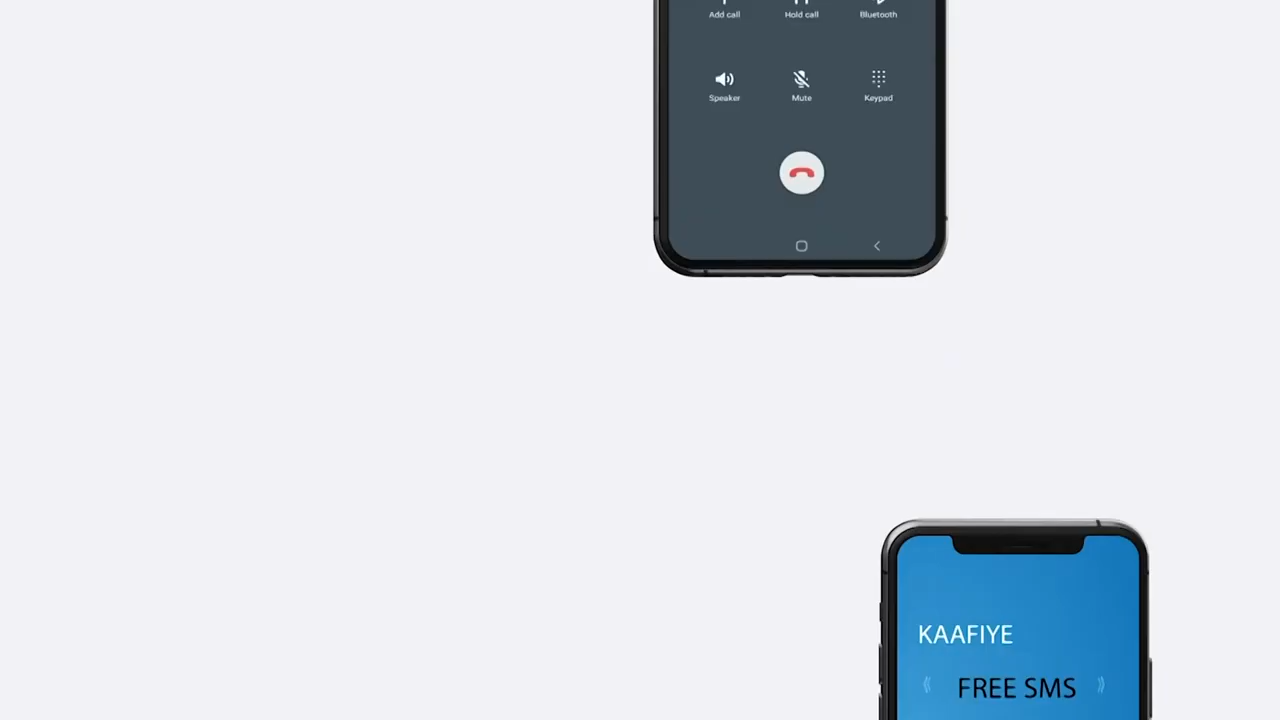 Add call Hold call Bluetooth
Speaker Mute Keypad
KAAFIYE
FREE SMS